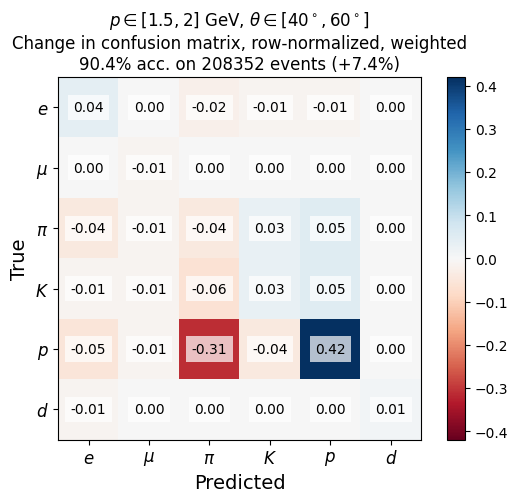 p ∈ [1.5, 2] GeV, θ ∈ [40°, 60°]
Change in confusion matrix, row-normalized, weighted
90.4% acc. on 208352 events (+7.4%)
e 0.04 0.00 -0.02 -0.01 -0.01 0.00
μ 0.00 -0.01 0.00 0.00 0.00 0.00
π -0.04 -0.01 -0.04 0.03 0.05 0.00
K -0.01 -0.01 -0.06 0.03 0.05 0.00
p -0.05 -0.01 -0.31 -0.04 0.42 0.00
d -0.01 0.00 0.00 0.00 0.00 0.01
e μ π K p d
Predicted
True
0.4
0.3
0.2
0.1
0.0
−0.1
−0.2
−0.3
−0.4